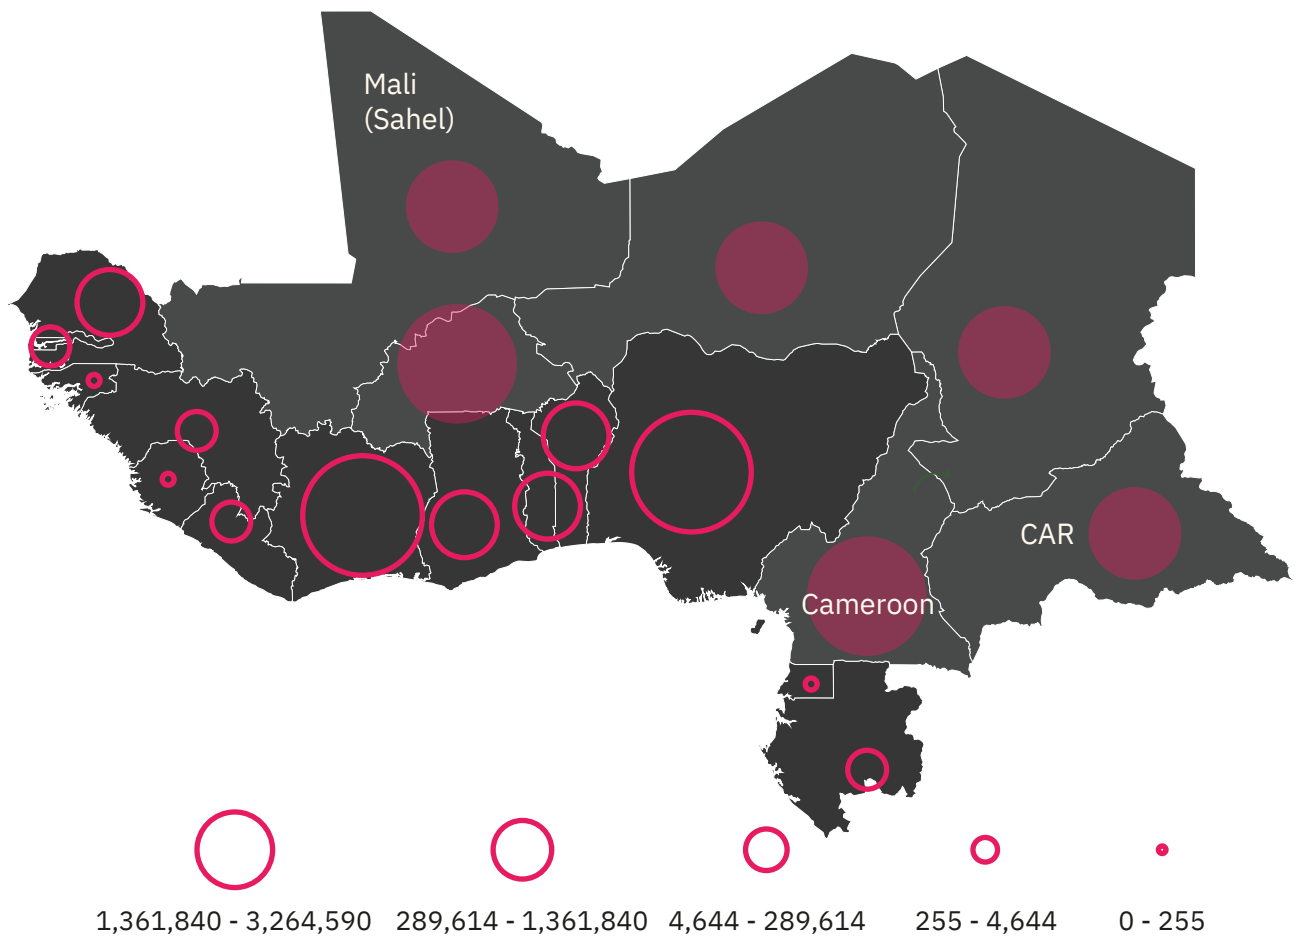 Mali
(Sahel)
CAR
Cameroon
1,361,840 - 3,264,590
289,614 - 1,361,840
4,644 - 289,614
255 - 4,644
0 - 255